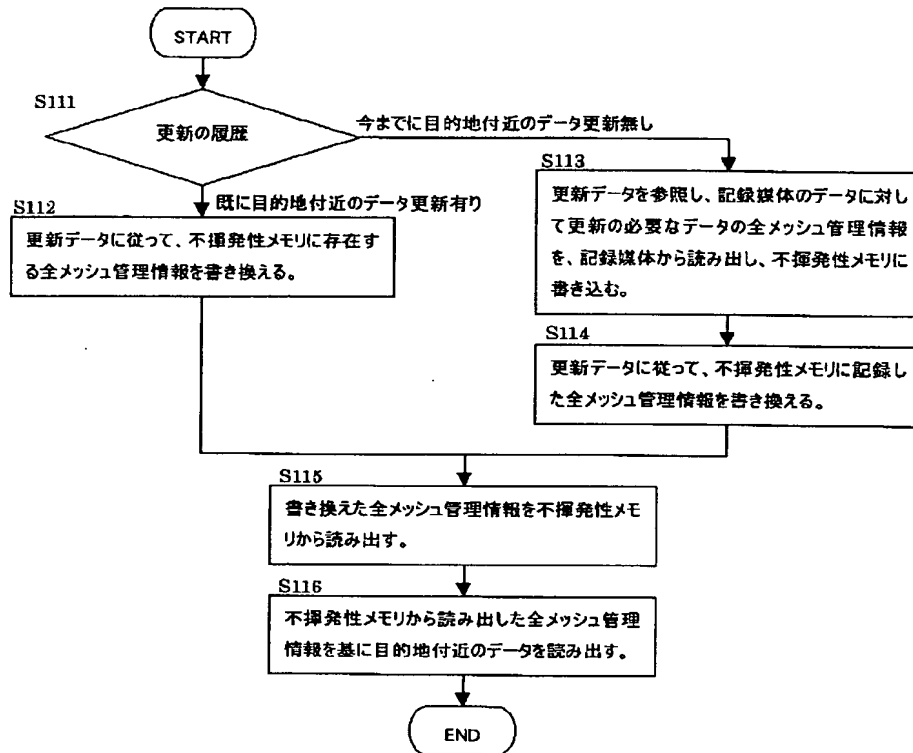 START
S111
更新の履歴
今までに目的地付近のデータ更新無し
S113
更新データを参照し、記録媒体のデータに対し
て更新の必要なデータの全メッシュ管理情報
を、記録媒体から読み出し、不揮発性メモリに
書き込む。
既に目的地付近のデータ更新有り
S112
更新データに従って、不揮発性メモリに存在す
る全メッシュ管理情報を書き換える。
S114
更新データに従って、不揮発性メモリに記録し
た全メッシュ管理情報を書き換える。
S115
書き換えた全メッシュ管理情報を不揮発性メモ
リから読み出す。
S116
不揮発性メモリから読み出した全メッシュ管理
情報を基に目的地付近のデータを読み出す。
END